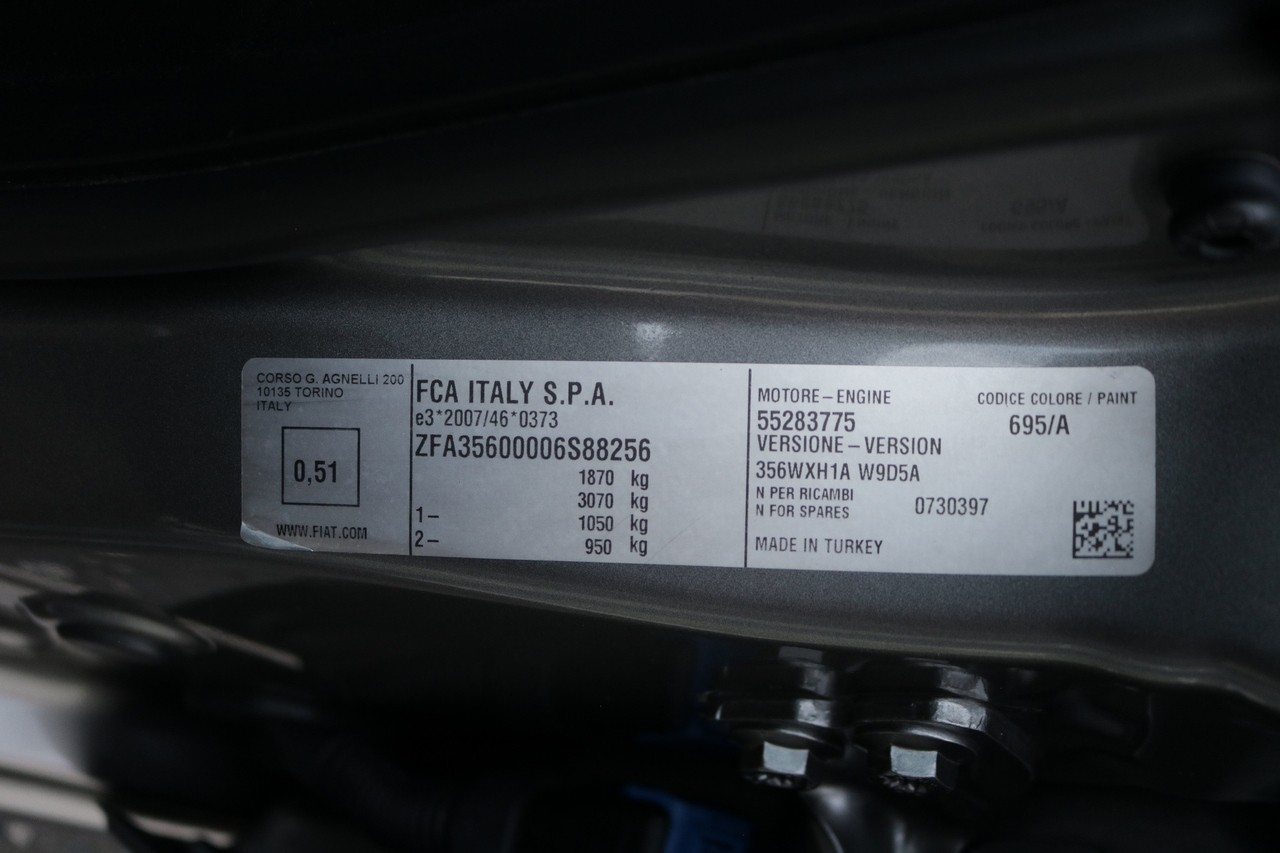 CORSO G. AGNELLI 200
10135 TORINO
ITALY
0,51
WWW.FIAT.COM
FCA ITALY S.P.A.
e3*2007/46*0373
ZFA35600006S88256
1870 kg
3070 kg
1– 1050 kg
2– 950 kg
MOTORE – ENGINE
55283775
VERSIONE – VERSION
356WXH1A W9D5A
N PER RICAMBI
N FOR SPARES 0730397
MADE IN TURKEY
CODICE COLORE / PAINT
695/A